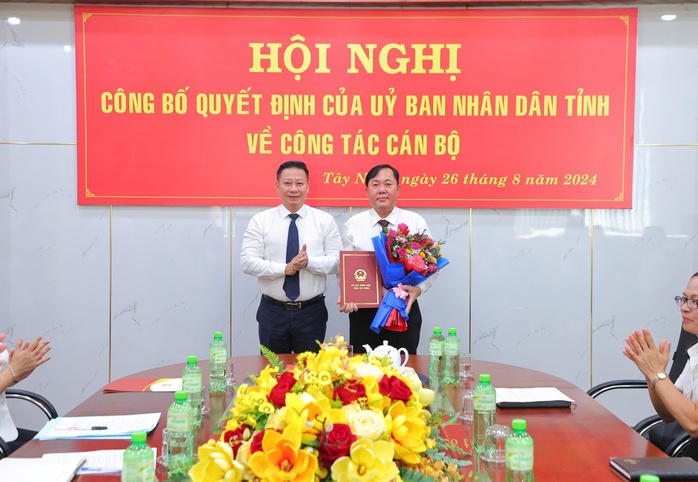 HỘI NGHỊ
CÔNG BỐ QUYẾT ĐỊNH CỦA UỶ BAN NHÂN DÂN TỈNH
VỀ CÔNG TÁC CÁN BỘ
Tây N ngày 26 tháng 8 năm 2024